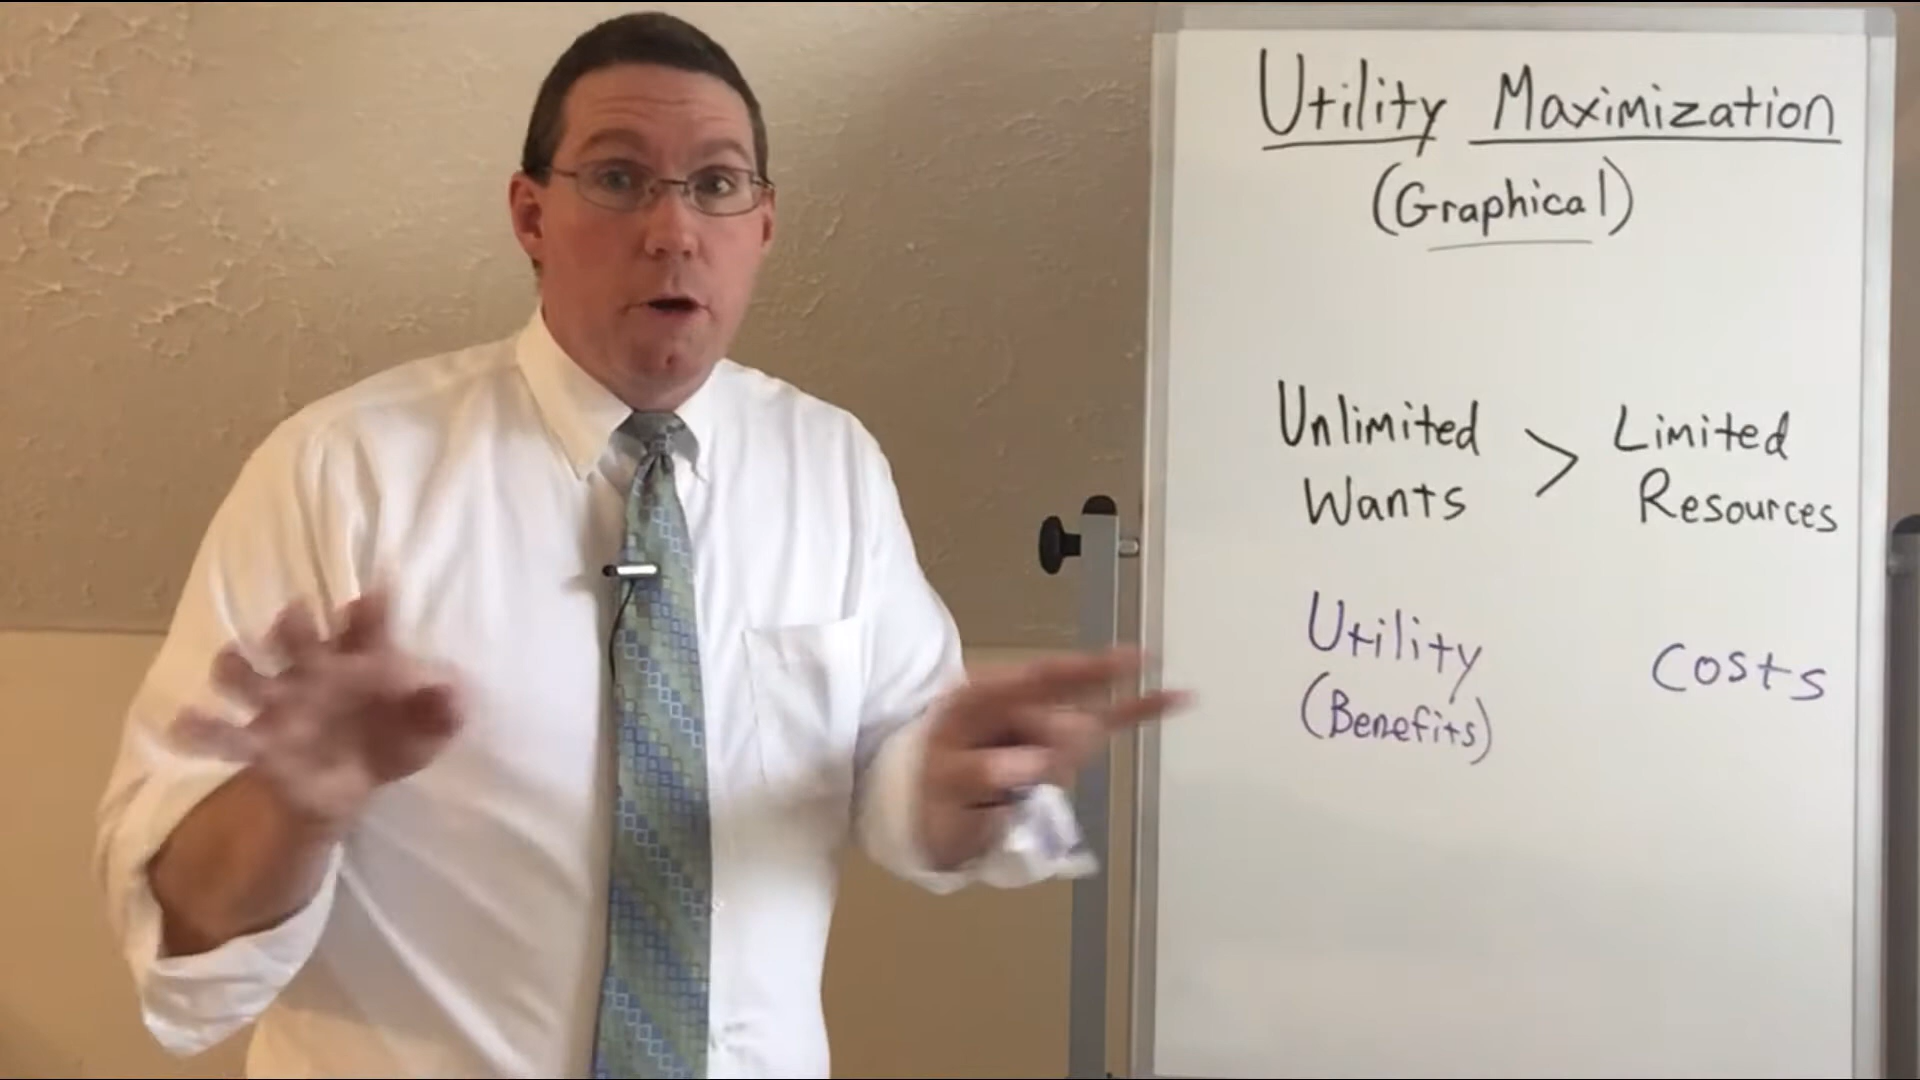 Utility Maximization
(Graphical)
Unlimited > Limited
Wants Resources
Utility Costs
(Benefits)